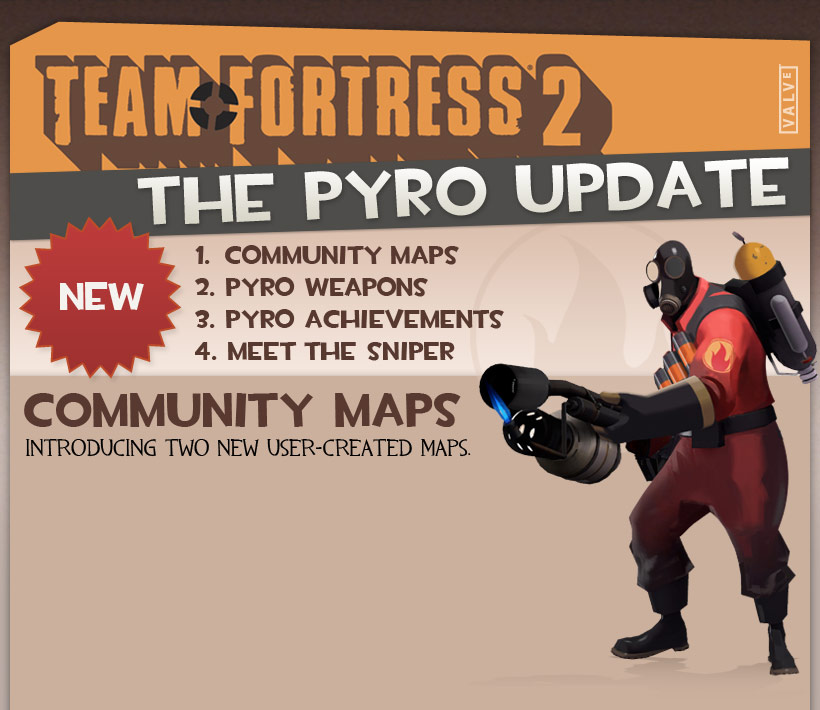 TEAM FORTRESS 2
VALVE
THE PYRO UPDATE
NEW
1. COMMUNITY MAPS
2. PYRO WEAPONS
3. PYRO ACHIEVEMENTS
4. MEET THE SNIPER
COMMUNITY MAPS
INTRODUCING TWO NEW USER-CREATED MAPS.